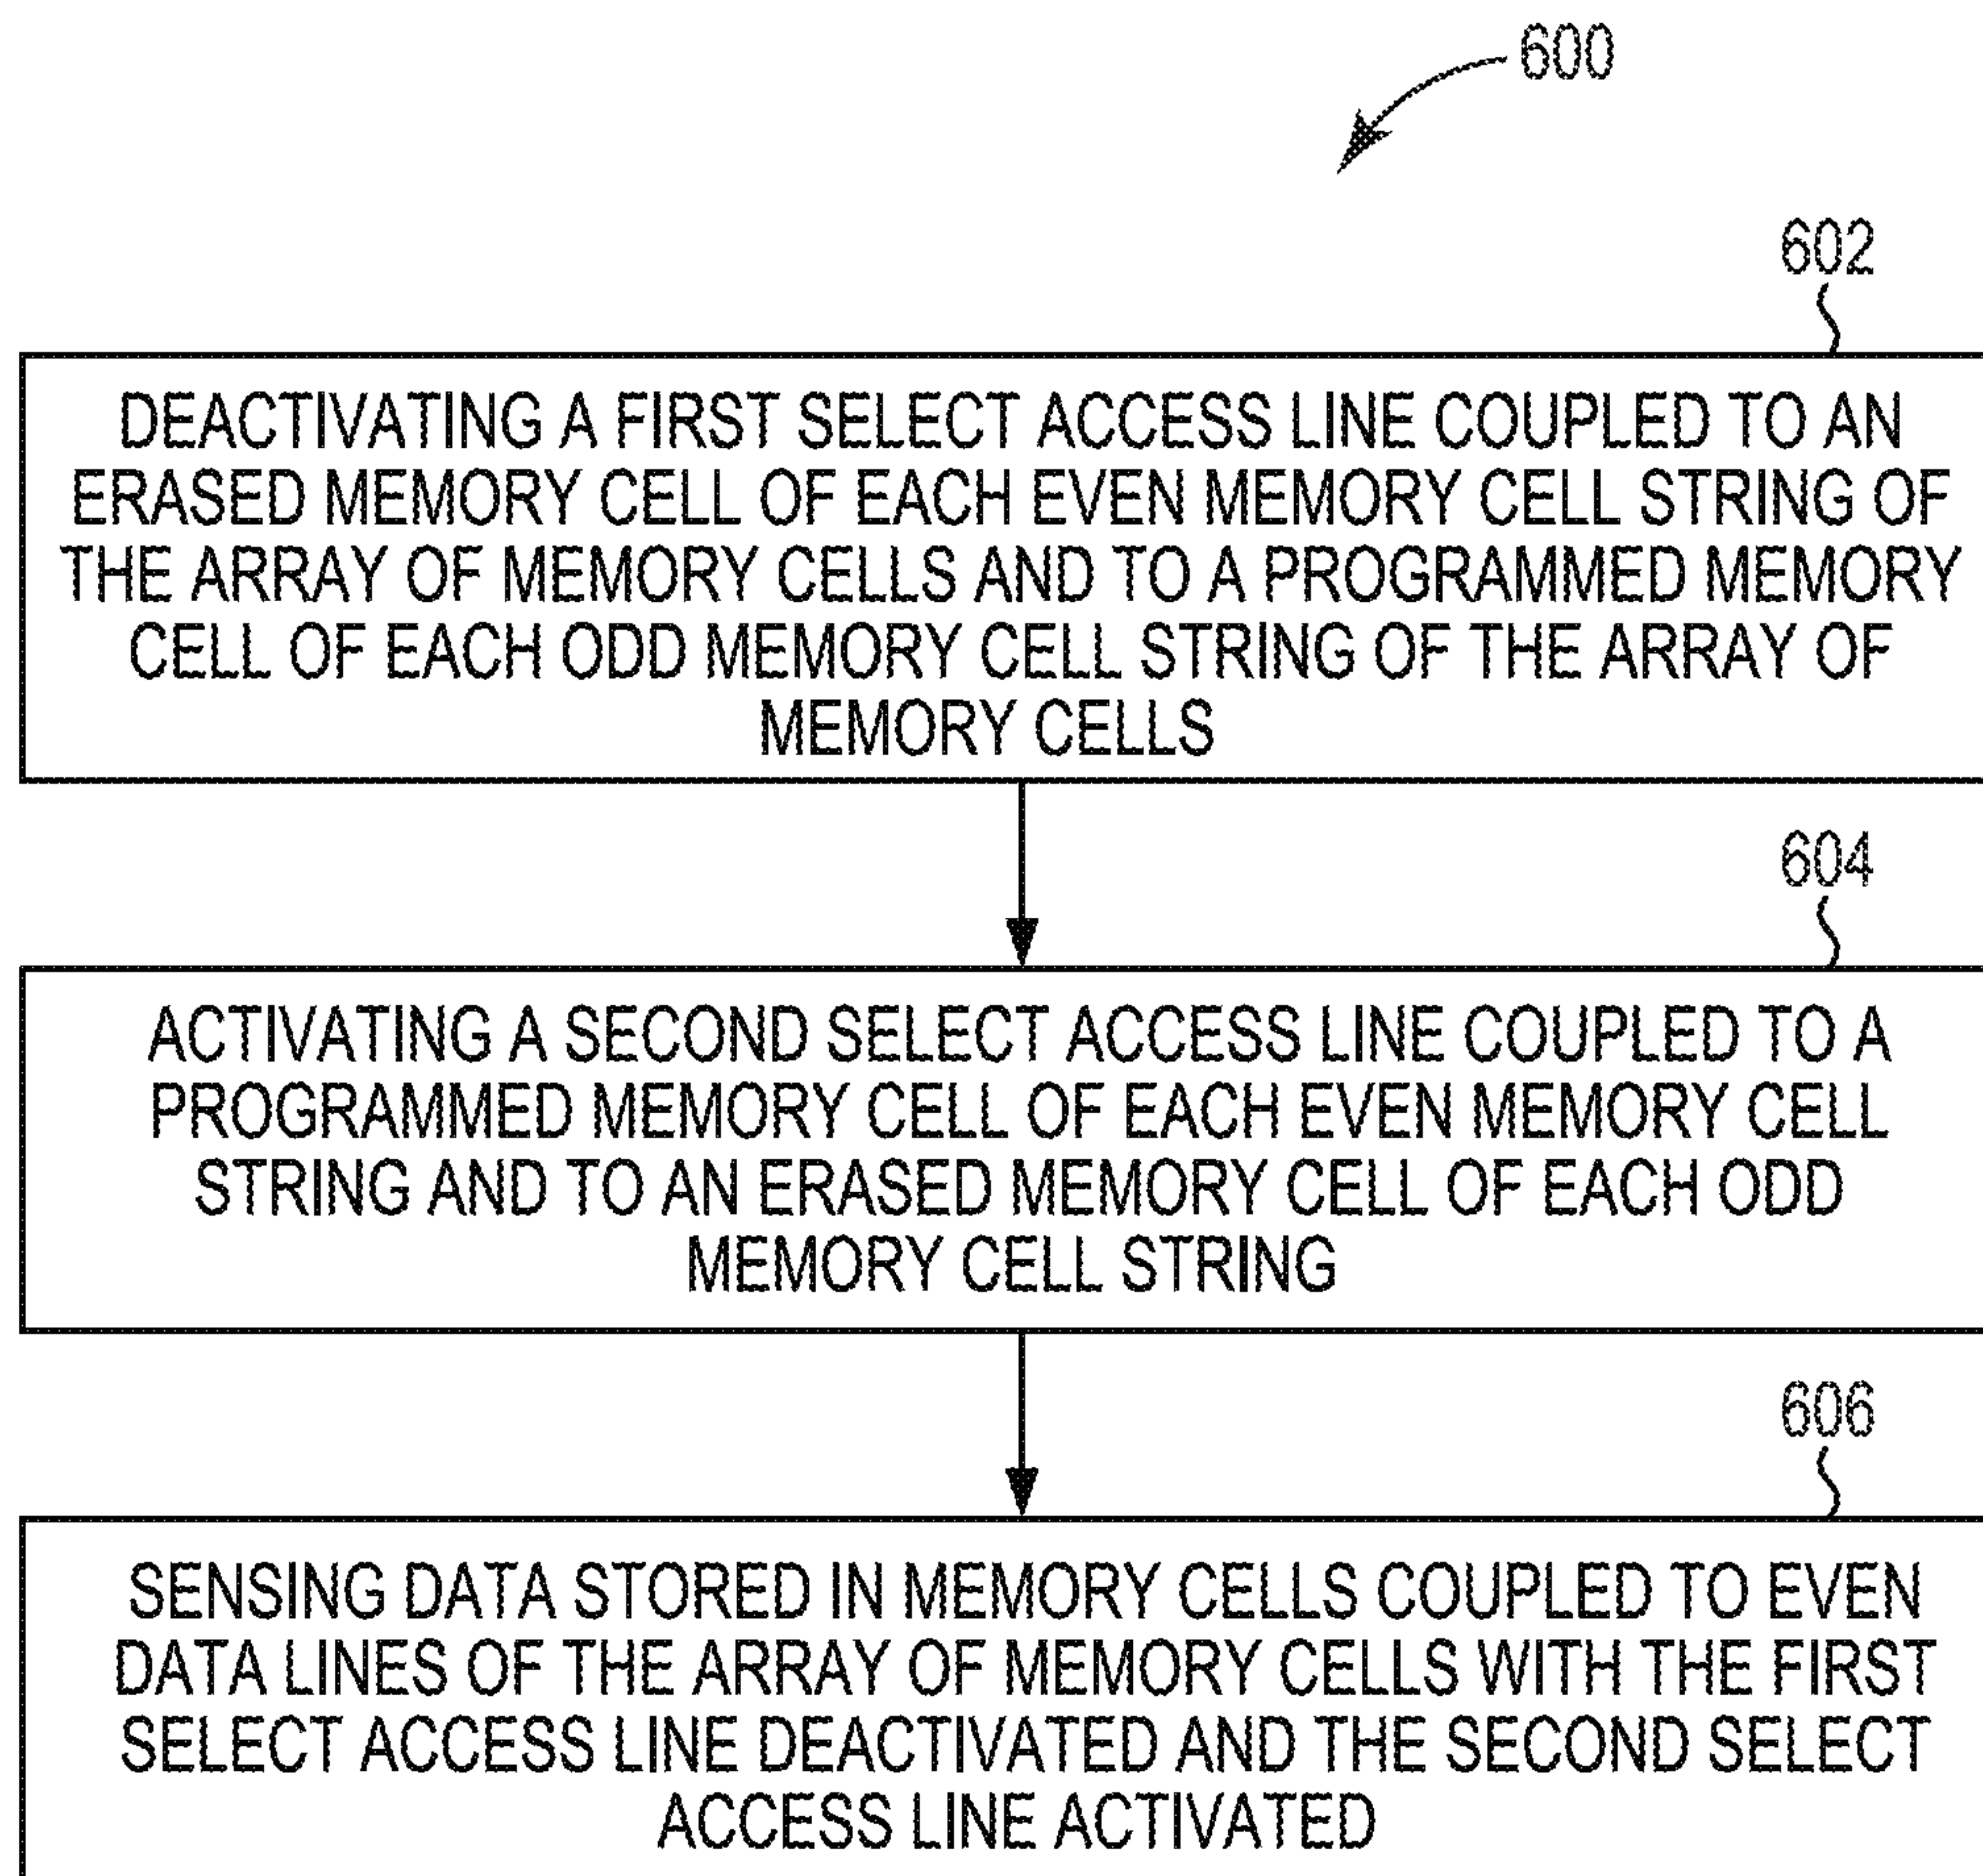 600
602
DEACTIVATING A FIRST SELECT ACCESS LINE COUPLED TO AN
ERASED MEMORY CELL OF EACH EVEN MEMORY CELL STRING OF
THE ARRAY OF MEMORY CELLS AND TO A PROGRAMMED MEMORY
CELL OF EACH ODD MEMORY CELL STRING OF THE ARRAY OF
MEMORY CELLS
604
ACTIVATING A SECOND SELECT ACCESS LINE COUPLED TO A
PROGRAMMED MEMORY CELL OF EACH EVEN MEMORY CELL
STRING AND TO AN ERASED MEMORY CELL OF EACH ODD
MEMORY CELL STRING
606
SENSING DATA STORED IN MEMORY CELLS COUPLED TO EVEN
DATA LINES OF THE ARRAY OF MEMORY CELLS WITH THE FIRST
SELECT ACCESS LINE DEACTIVATED AND THE SECOND SELECT
ACCESS LINE ACTIVATED